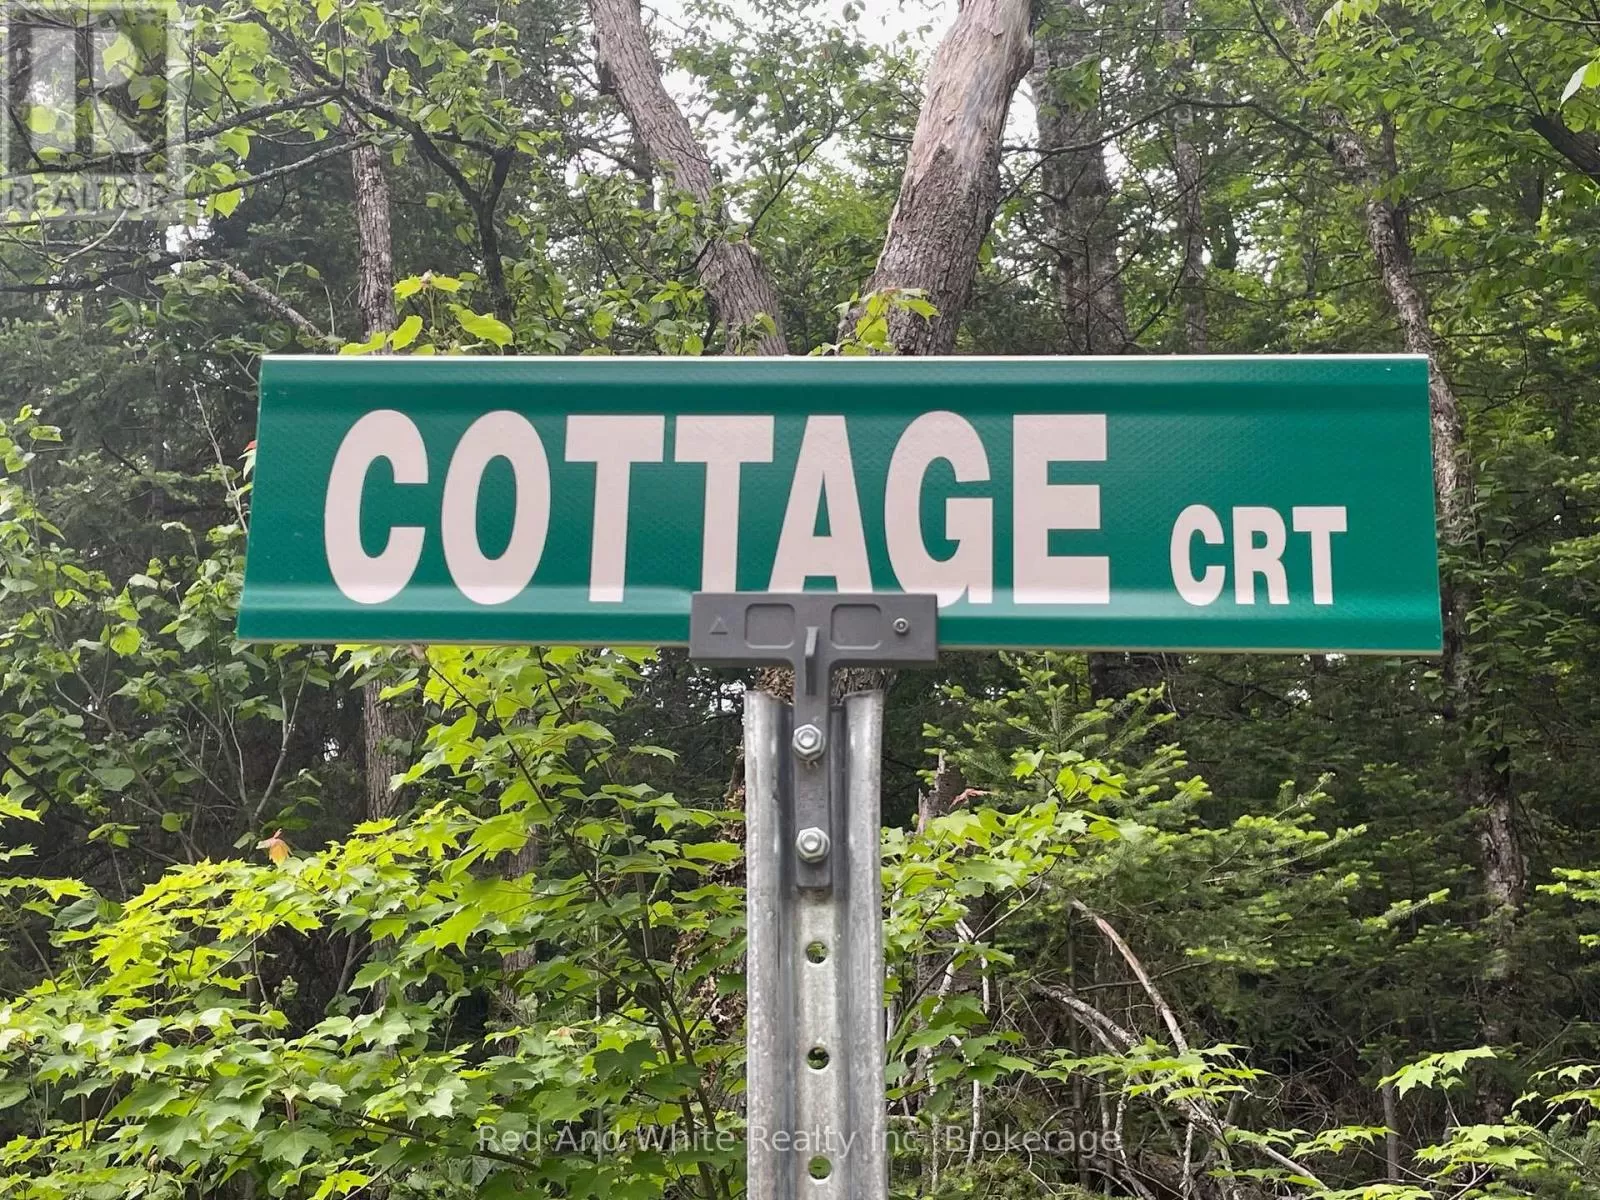 REALTOR
COTTAGE CRT
Red And White Realty Inc, Brokerage